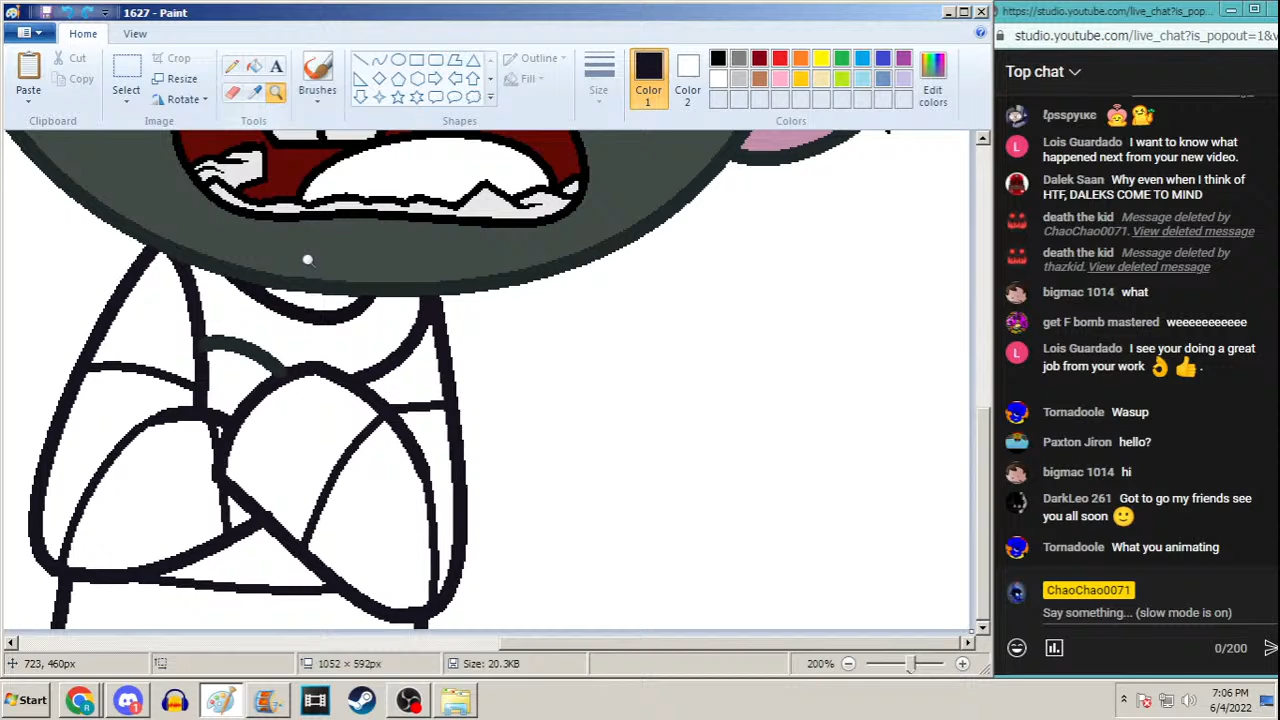 1627 - Paint
https://studio.youtube.com/live_chat?is_pop...
Home
View
studio.youtube.com/live_chat?is_popout=1&v
Paste
Cut
Copy
Select
Crop
Resize
Rotate
A
Brushes
Outline
Fill
Size
Color
1
Color
2
Edit
colors
Clipboard
Image
Tools
Shapes
Colors
Top chat
Lois Guardado I want to know what
happened next from your new video.
Dalek Saan Why even when I think of
HTF, DALEKS COME TO MIND
death the kid Message deleted by
ChaoChao0071. View deleted message
death the kid Message deleted by
thazkid. View deleted message
bigmac 1014 what
get F bomb mastered weeeeeeeeee
Lois Guardado I see your doing a great
job from your work 👌 👍 .
Tornadoole Wasup
Paxton Jiron hello?
bigmac 1014 hi
DarkLeo 261 Got to go my friends see
you all soon 🙂
Tornadoole What you animating
ChaoChao0071
Say something... (slow mode is on)
0/200
723, 460px
1052 × 592px
Size: 20.3KB
200%
Start
7:06 PM
6/4/2022